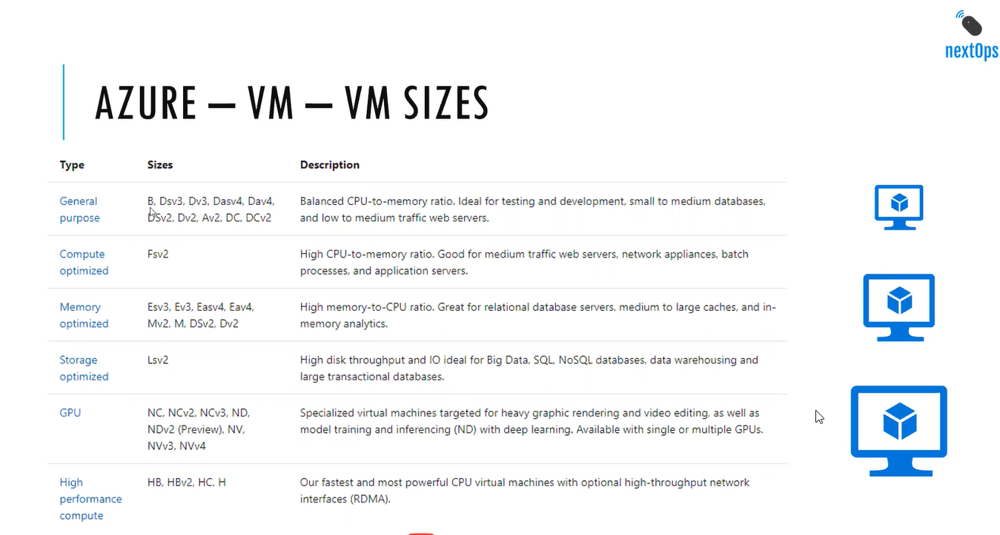 nextOps
AZURE – VM – VM SIZES
Type Sizes Description
General purpose
B, Dsv3, Dv3, Dasv4, Dav4,
DSv2, Dv2, Av2, DC, DCv2
Balanced CPU-to-memory ratio. Ideal for testing and development, small to medium databases,
and low to medium traffic web servers.
Compute
optimized
Fsv2
High CPU-to-memory ratio. Good for medium traffic web servers, network appliances, batch
processes, and application servers.
Memory
optimized
Esv3, Ev3, Easv4, Eav4,
Mv2, M, DSv2, Dv2
High memory-to-CPU ratio. Great for relational database servers, medium to large caches, and in-
memory analytics.
Storage
optimized
Lsv2
High disk throughput and IO ideal for Big Data, SQL, NoSQL databases, data warehousing and
large transactional databases.
GPU
NC, NCv2, NCv3, ND,
NDv2 (Preview), NV,
NVv3, NVv4
Specialized virtual machines targeted for heavy graphic rendering and video editing, as well as
model training and inferencing (ND) with deep learning. Available with single or multiple GPUs.
High
performance
compute
HB, HBv2, HC, H
Our fastest and most powerful CPU virtual machines with optional high-throughput network
interfaces (RDMA).